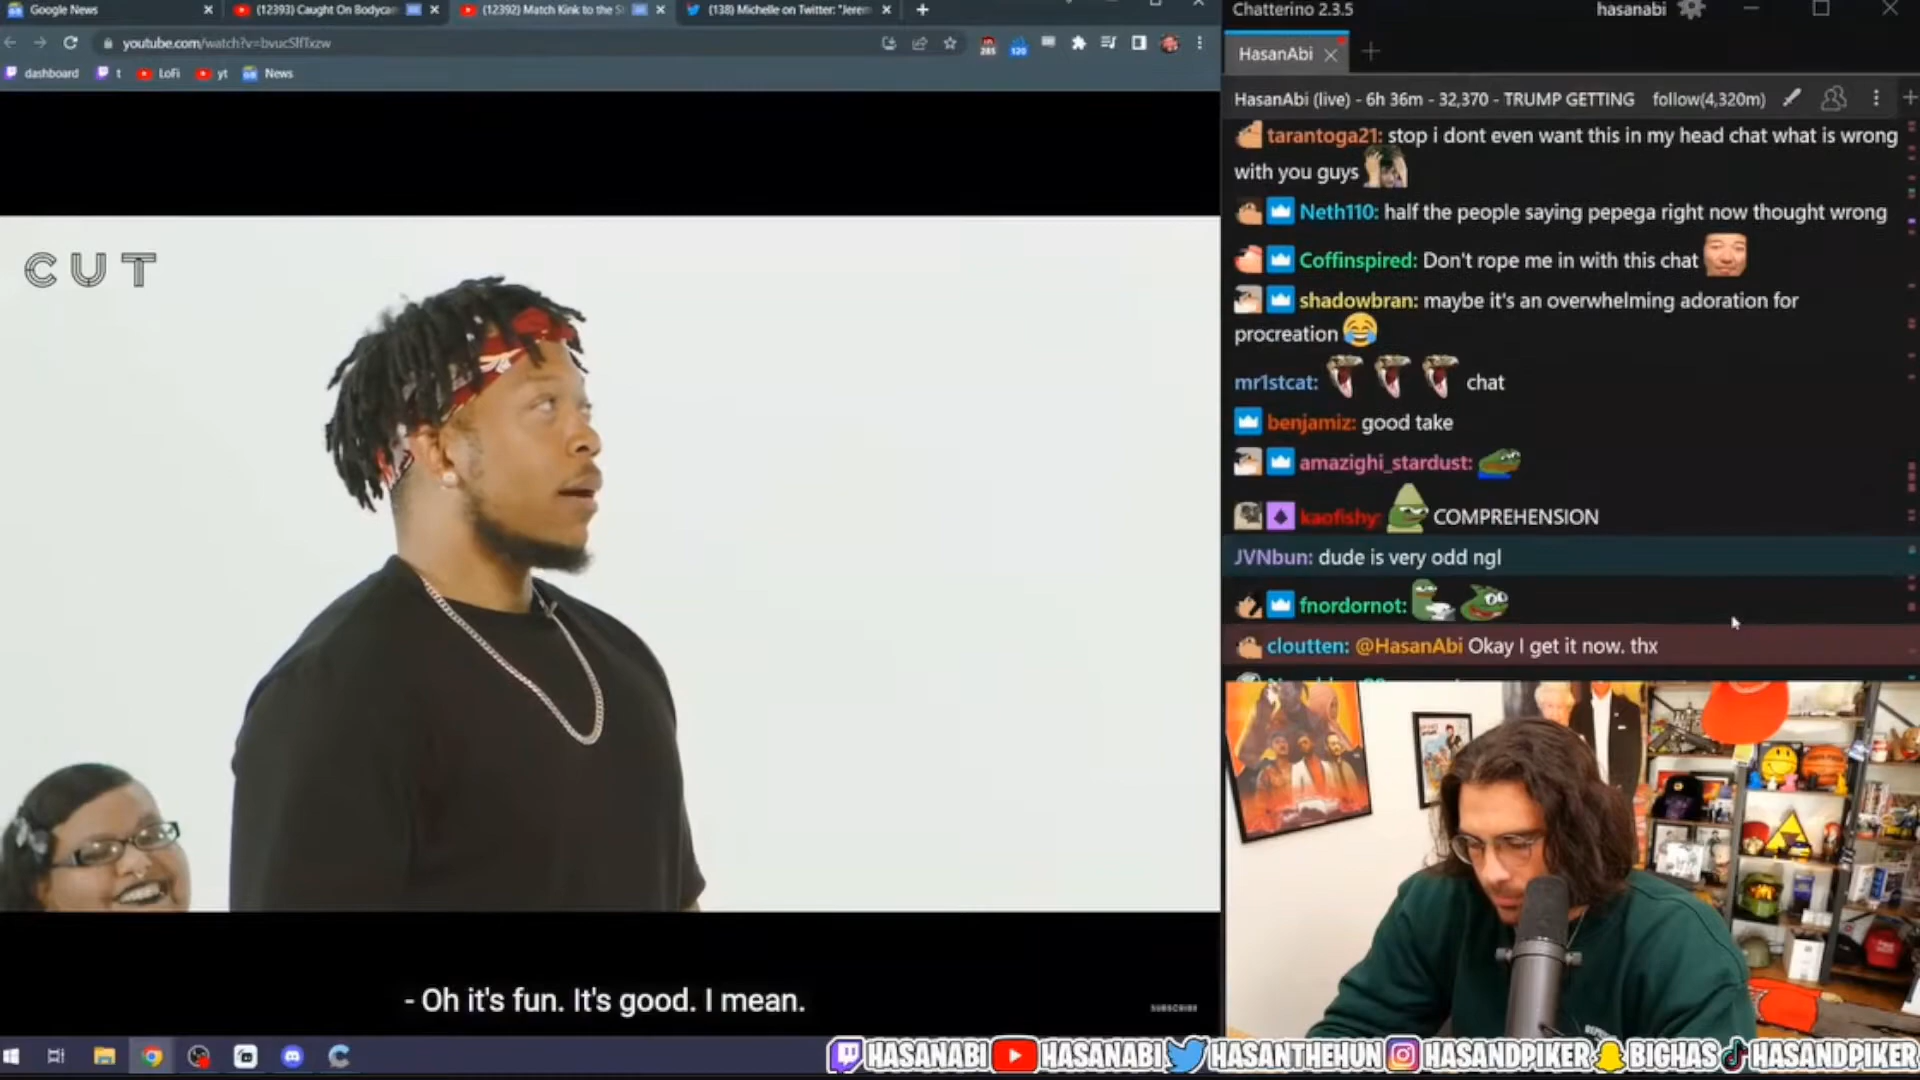 Google News
(12393) Caught On Bodycar
(12392) Match Kink to the S
(138) Michelle on Twitter: "Jerem
youtube.com/watch?v=bvucSlfTxzw
285
120
dashboard
t
LoFi
yt
News
CUT
- Oh it's fun. It's good. I mean.
SUBSCRIBE
Chatterino 2.3.5
hasanabi
HasanAbi
HasanAbi (live) - 6h 36m - 32,370 - TRUMP GETTING
follow(4,320m)
tarantoga21: stop i dont even want this in my head chat what is wrong
with you guys
Neth110: half the people saying pepega right now thought wrong
Coffinspired: Don't rope me in with this chat
shadowbran: maybe it's an overwhelming adoration for
procreation
mr1stcat: chat
benjamiz: good take
amazighi_stardust:
kaofishy: COMPREHENSION
JVNbun: dude is very odd ngl
fnordornot:
cloutten: @HasanAbi Okay I get it now. thx
HASANABI HASANABI HASANTHEHUN HASANDPIKER BIGHAS HASANDPIKER